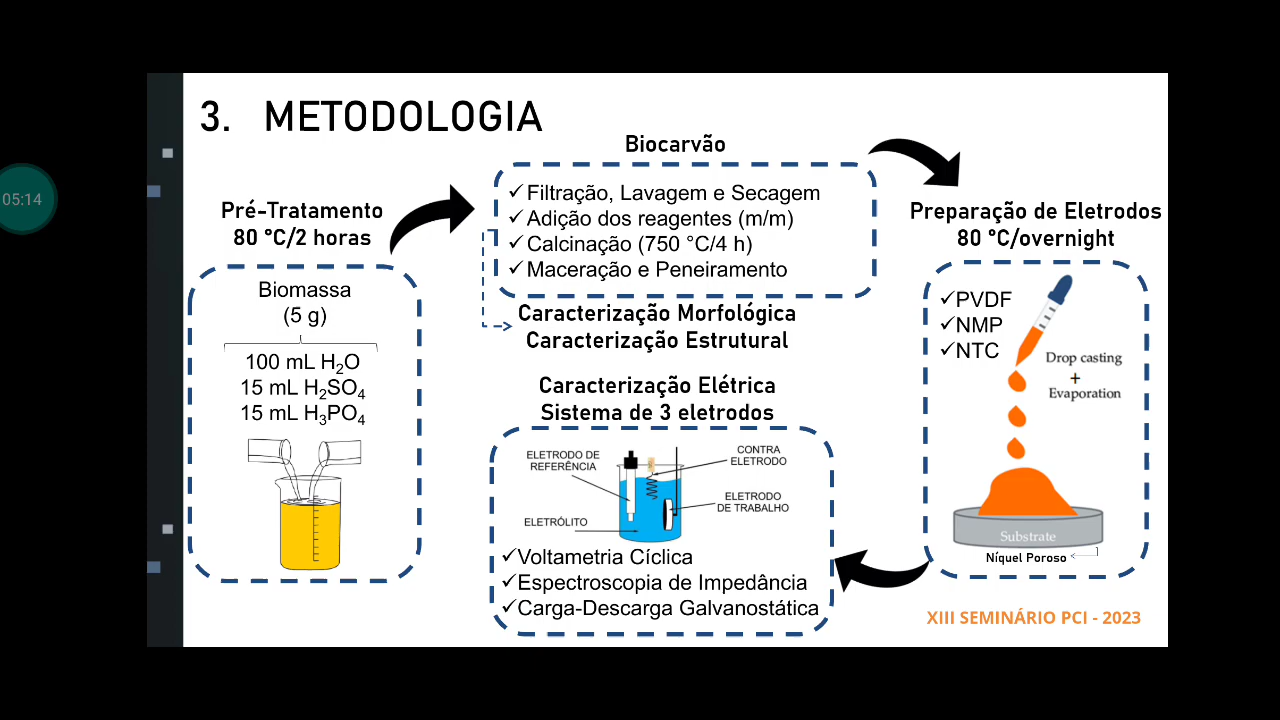 05:14
3. METODOLOGIA
Pré-Tratamento
80 °C/2 horas
Biomassa
(5 g)
100 mL H₂O
15 mL H₂SO₄
15 mL H₃PO₄
Biocarvão
✓Filtração, Lavagem e Secagem
✓Adição dos reagentes (m/m)
✓Calcinação (750 °C/4 h)
✓Maceração e Peneiramento
Caracterização Morfológica
Caracterização Estrutural
Preparação de Eletrodos
80 °C/overnight
✓PVDF
✓NMP
✓NTC
Drop casting
+
Evaporation
Substrate
Níquel Poroso
Caracterização Elétrica
Sistema de 3 eletrodos
ELETRODO DE
REFERÊNCIA
CONTRA
ELETRODO
ELETRODO
DE TRABALHO
ELETRÓLITO
✓Voltametria Cíclica
✓Espectroscopia de Impedância
✓Carga-Descarga Galvanostática
XIII SEMINÁRIO PCI - 2023